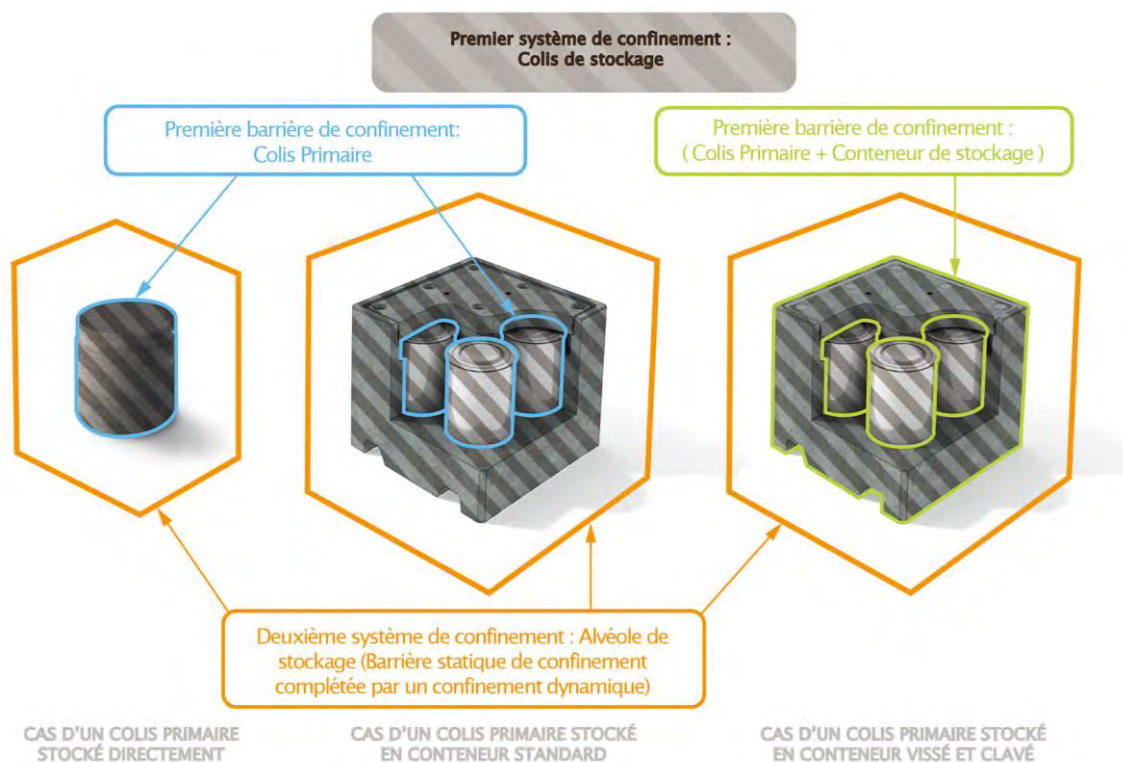 Premier système de confinement :
Colis de stockage
Première barrière de confinement:
Colis Primaire
Première barrière de confinement :
( Colis Primaire + Conteneur de stockage )
Deuxième système de confinement : Alvéole de
stockage (Barrière statique de confinement
complétée par un confinement dynamique)
CAS D'UN COLIS PRIMAIRE
STOCKÉ DIRECTEMENT
CAS D'UN COLIS PRIMAIRE STOCKÉ
EN CONTENEUR STANDARD
CAS D'UN COLIS PRIMAIRE STOCKÉ
EN CONTENEUR VISSÉ ET CLAVÉ